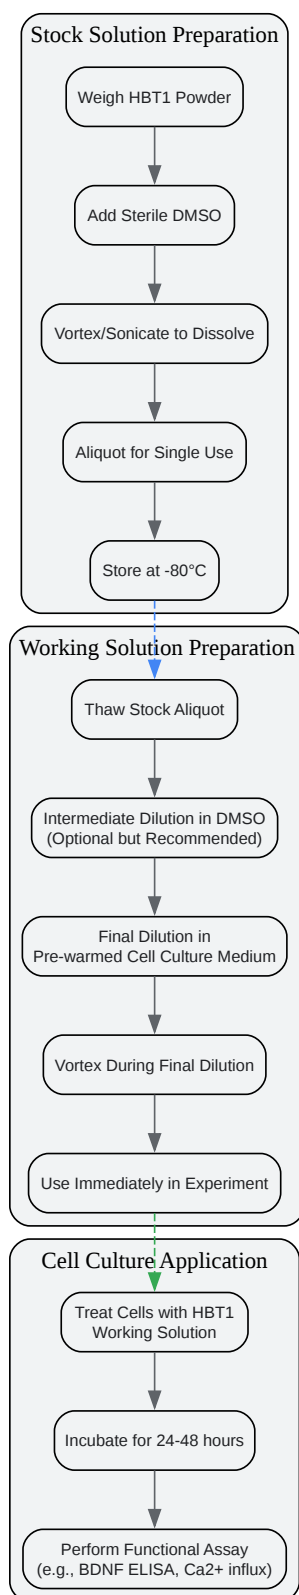 Stock Solution Preparation
Weigh HBT1 Powder
Add Sterile DMSO
Vortex/Sonicate to Dissolve
Aliquot for Single Use
Store at -80°C
Working Solution Preparation
Thaw Stock Aliquot
Intermediate Dilution in DMSO
(Optional but Recommended)
Final Dilution in
Pre-warmed Cell Culture Medium
Vortex During Final Dilution
Use Immediately in Experiment
Cell Culture Application
Treat Cells with HBT1
Working Solution
Incubate for 24-48 hours
Perform Functional Assay
(e.g., BDNF ELISA, Ca2+ influx)